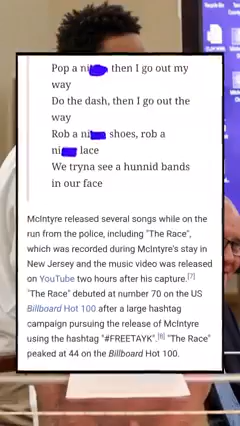 Pop a ni then I go out my
way
Do the dash, then I go out the
way
Rob a ni shoes, rob a
ni lace
We tryna see a hunnid bands
in our face
McIntyre released several songs while on the
run from the police, including "The Race",
which was recorded during McIntyre's stay in
New Jersey and the music video was released
on YouTube two hours after his capture.[7]
"The Race" debuted at number 70 on the US
Billboard Hot 100 after a large hashtag
campaign pursuing the release of McIntyre
using the hashtag "#FREETAYK".[8] "The Race"
peaked at 44 on the Billboard Hot 100.